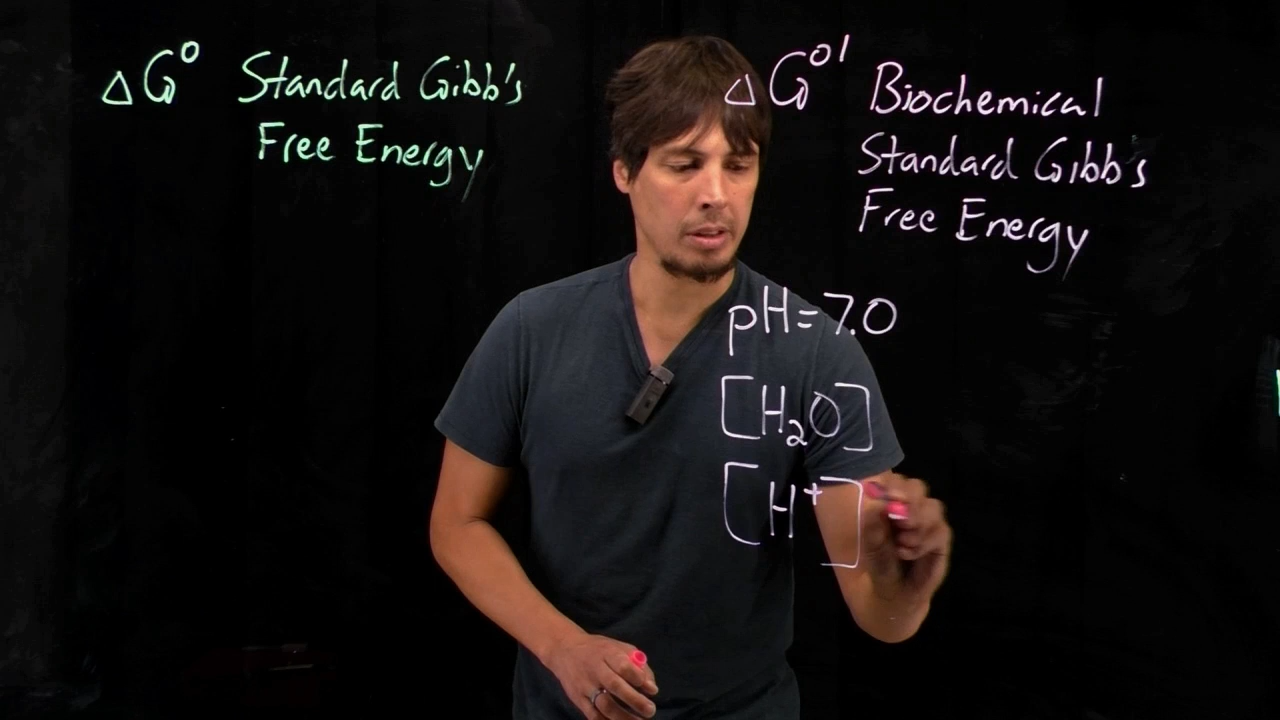 ΔG° Standard Gibb's
Free Energy
ΔG°' Biochemical
Standard Gibb's
Free Energy
pH=7.0
[H₂O]
[H⁺]